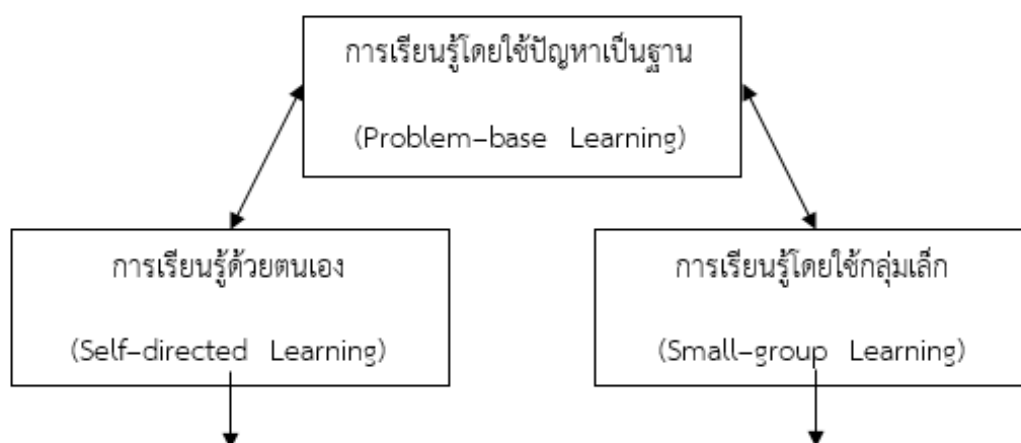 การเรียนรู้โดยใช้ปัญหาเป็นฐาน
(Problem-base Learning)
การเรียนรู้ด้วยตนเอง
(Self-directed Learning)
การเรียนรู้โดยใช้กลุ่มเล็ก
(Small-group Learning)